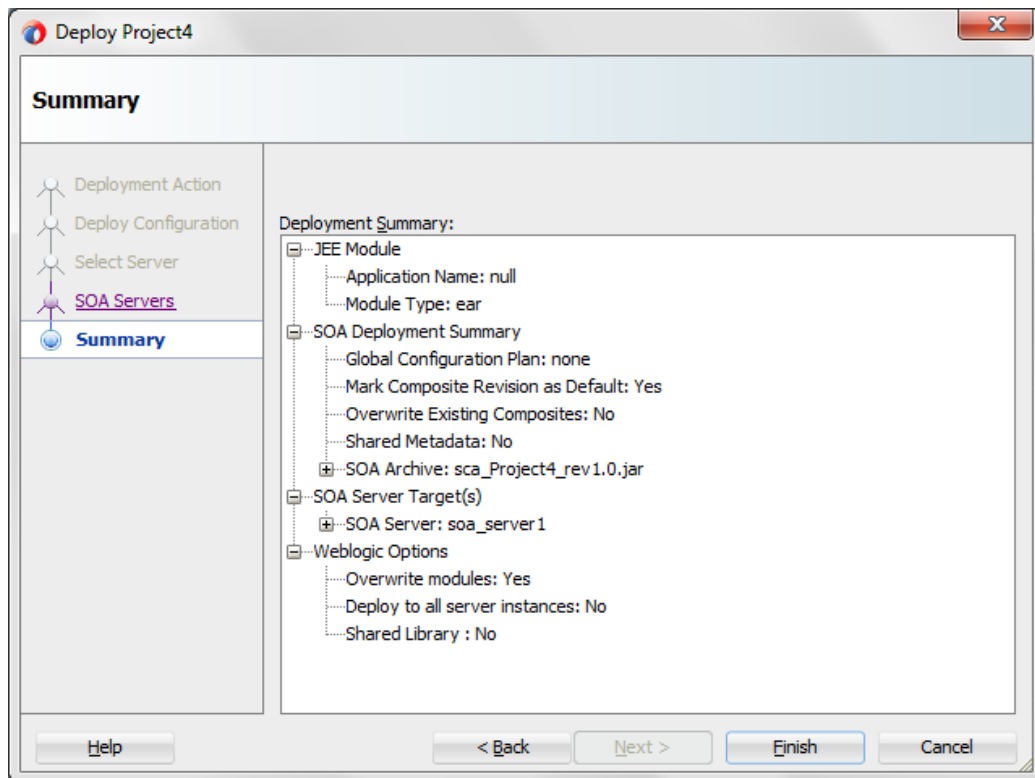 Deploy Project4
Summary
Deployment Action
Deploy Configuration
Select Server
SOA Servers
Summary
Deployment Summary:
JEE Module
Application Name: null
Module Type: ear
SOA Deployment Summary
Global Configuration Plan: none
Mark Composite Revision as Default: Yes
Overwrite Existing Composites: No
Shared Metadata: No
SOA Archive: sca_Project4_rev1.0.jar
SOA Server Target(s)
SOA Server: soa_server1
Weblogic Options
Overwrite modules: Yes
Deploy to all server instances: No
Shared Library : No
Help
< Back
Next >
Finish
Cancel